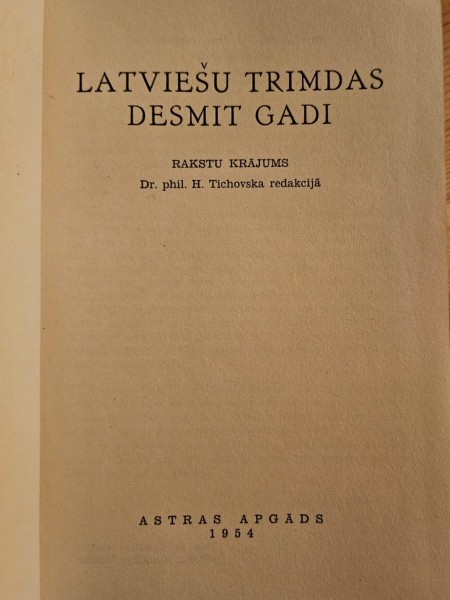 LATVIEŠU TRIMDAS
DESMIT GADI
RAKSTU KRĀJUMS
Dr. phil. H. Tichovska redakcijā
ASTRAS APGĀDS
1954